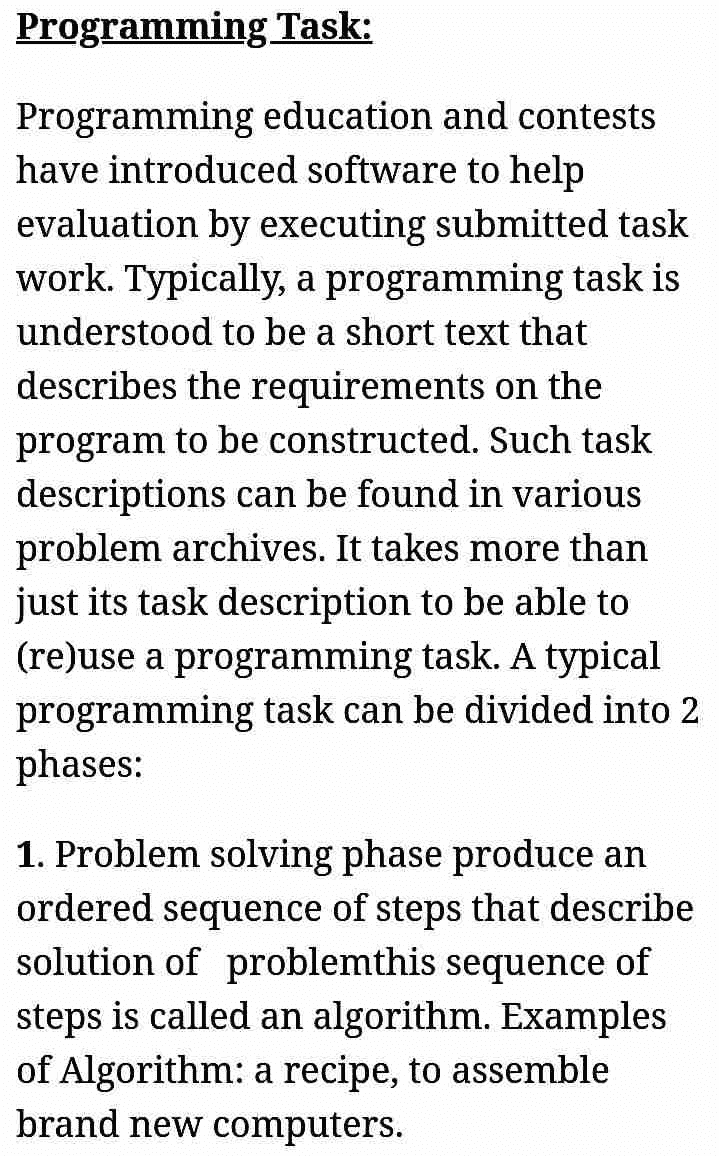 Programming Task:
Programming education and contests
have introduced software to help
evaluation by executing submitted task
work. Typically, a programming task is
understood to be a short text that
describes the requirements on the
program to be constructed. Such task
descriptions can be found in various
problem archives. It takes more than
just its task description to be able to
(re)use a programming task. A typical
programming task can be divided into 2
phases:
1. Problem solving phase produce an
ordered sequence of steps that describe
solution of problemthis sequence of
steps is called an algorithm. Examples
of Algorithm: a recipe, to assemble
brand new computers.